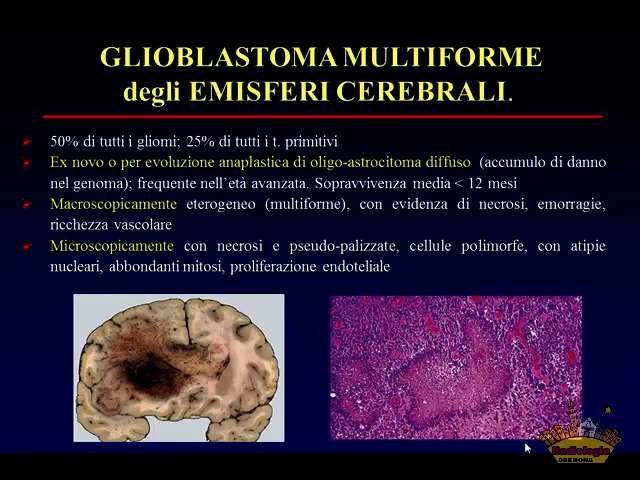 GLIOBLASTOMA MULTIFORME
degli EMISFERI CEREBRALI.
50% di tutti i gliomi; 25% di tutti i t. primitivi
Ex novo o per evoluzione anaplastica di oligo-astrocitoma diffuso (accumulo di danno
nel genoma); frequente nell'età avanzata. Sopravvivenza media < 12 mesi
Macroscopicamente eterogeneo (multiforme), con evidenza di necrosi, emorragie,
ricchezza vascolare
Microscopicamente con necrosi e pseudo-palizzate, cellule polimorfe, con atipie
nucleari, abbondanti mitosi, proliferazione endoteliale
Radiologia
CREMONA